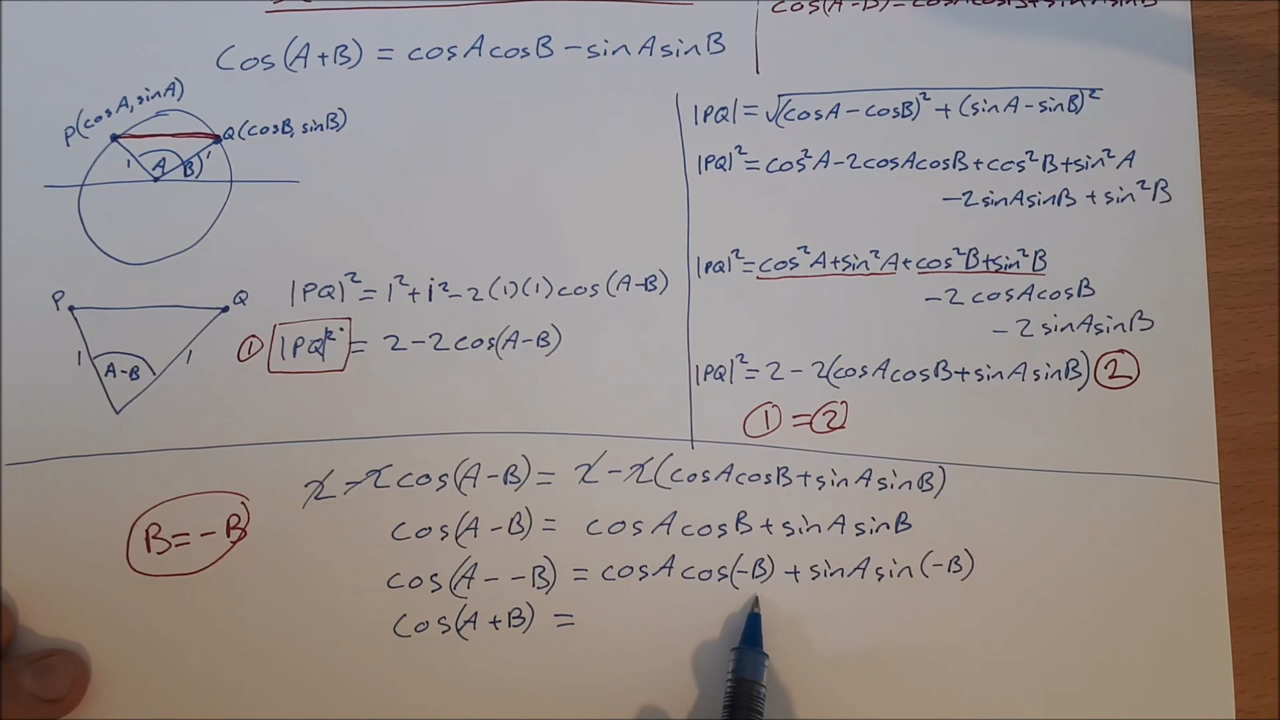 cos(A-B)=cosAcosB+sinAsinB
Cos(A+B) = cosAcosB - sinAsinB
P(cosA, sinA)
Q(cosB, sinB)
1 A B 1
P Q
1 A-B 1
|PQ|² = 1² + 1² - 2(1)(1)cos(A-B)
① |PQ|² = 2 - 2cos(A-B)
|PQ| = √(cosA - cosB)² + (sinA - sinB)²
|PQ|² = cos²A - 2cosAcosB + cos²B + sin²A
- 2sinAsinB + sin²B
|PQ|² = cos²A + sin²A + cos²B + sin²B
- 2cosAcosB
- 2sinAsinB
|PQ|² = 2 - 2(cosAcosB + sinAsinB) ②
① = ②
2 - 2cos(A-B) = 2 - 2(cosAcosB + sinAsinB)
cos(A-B) = cosAcosB + sinAsinB
B = -B
cos(A--B) = cosAcos(-B) + sinAsin(-B)
cos(A+B) =